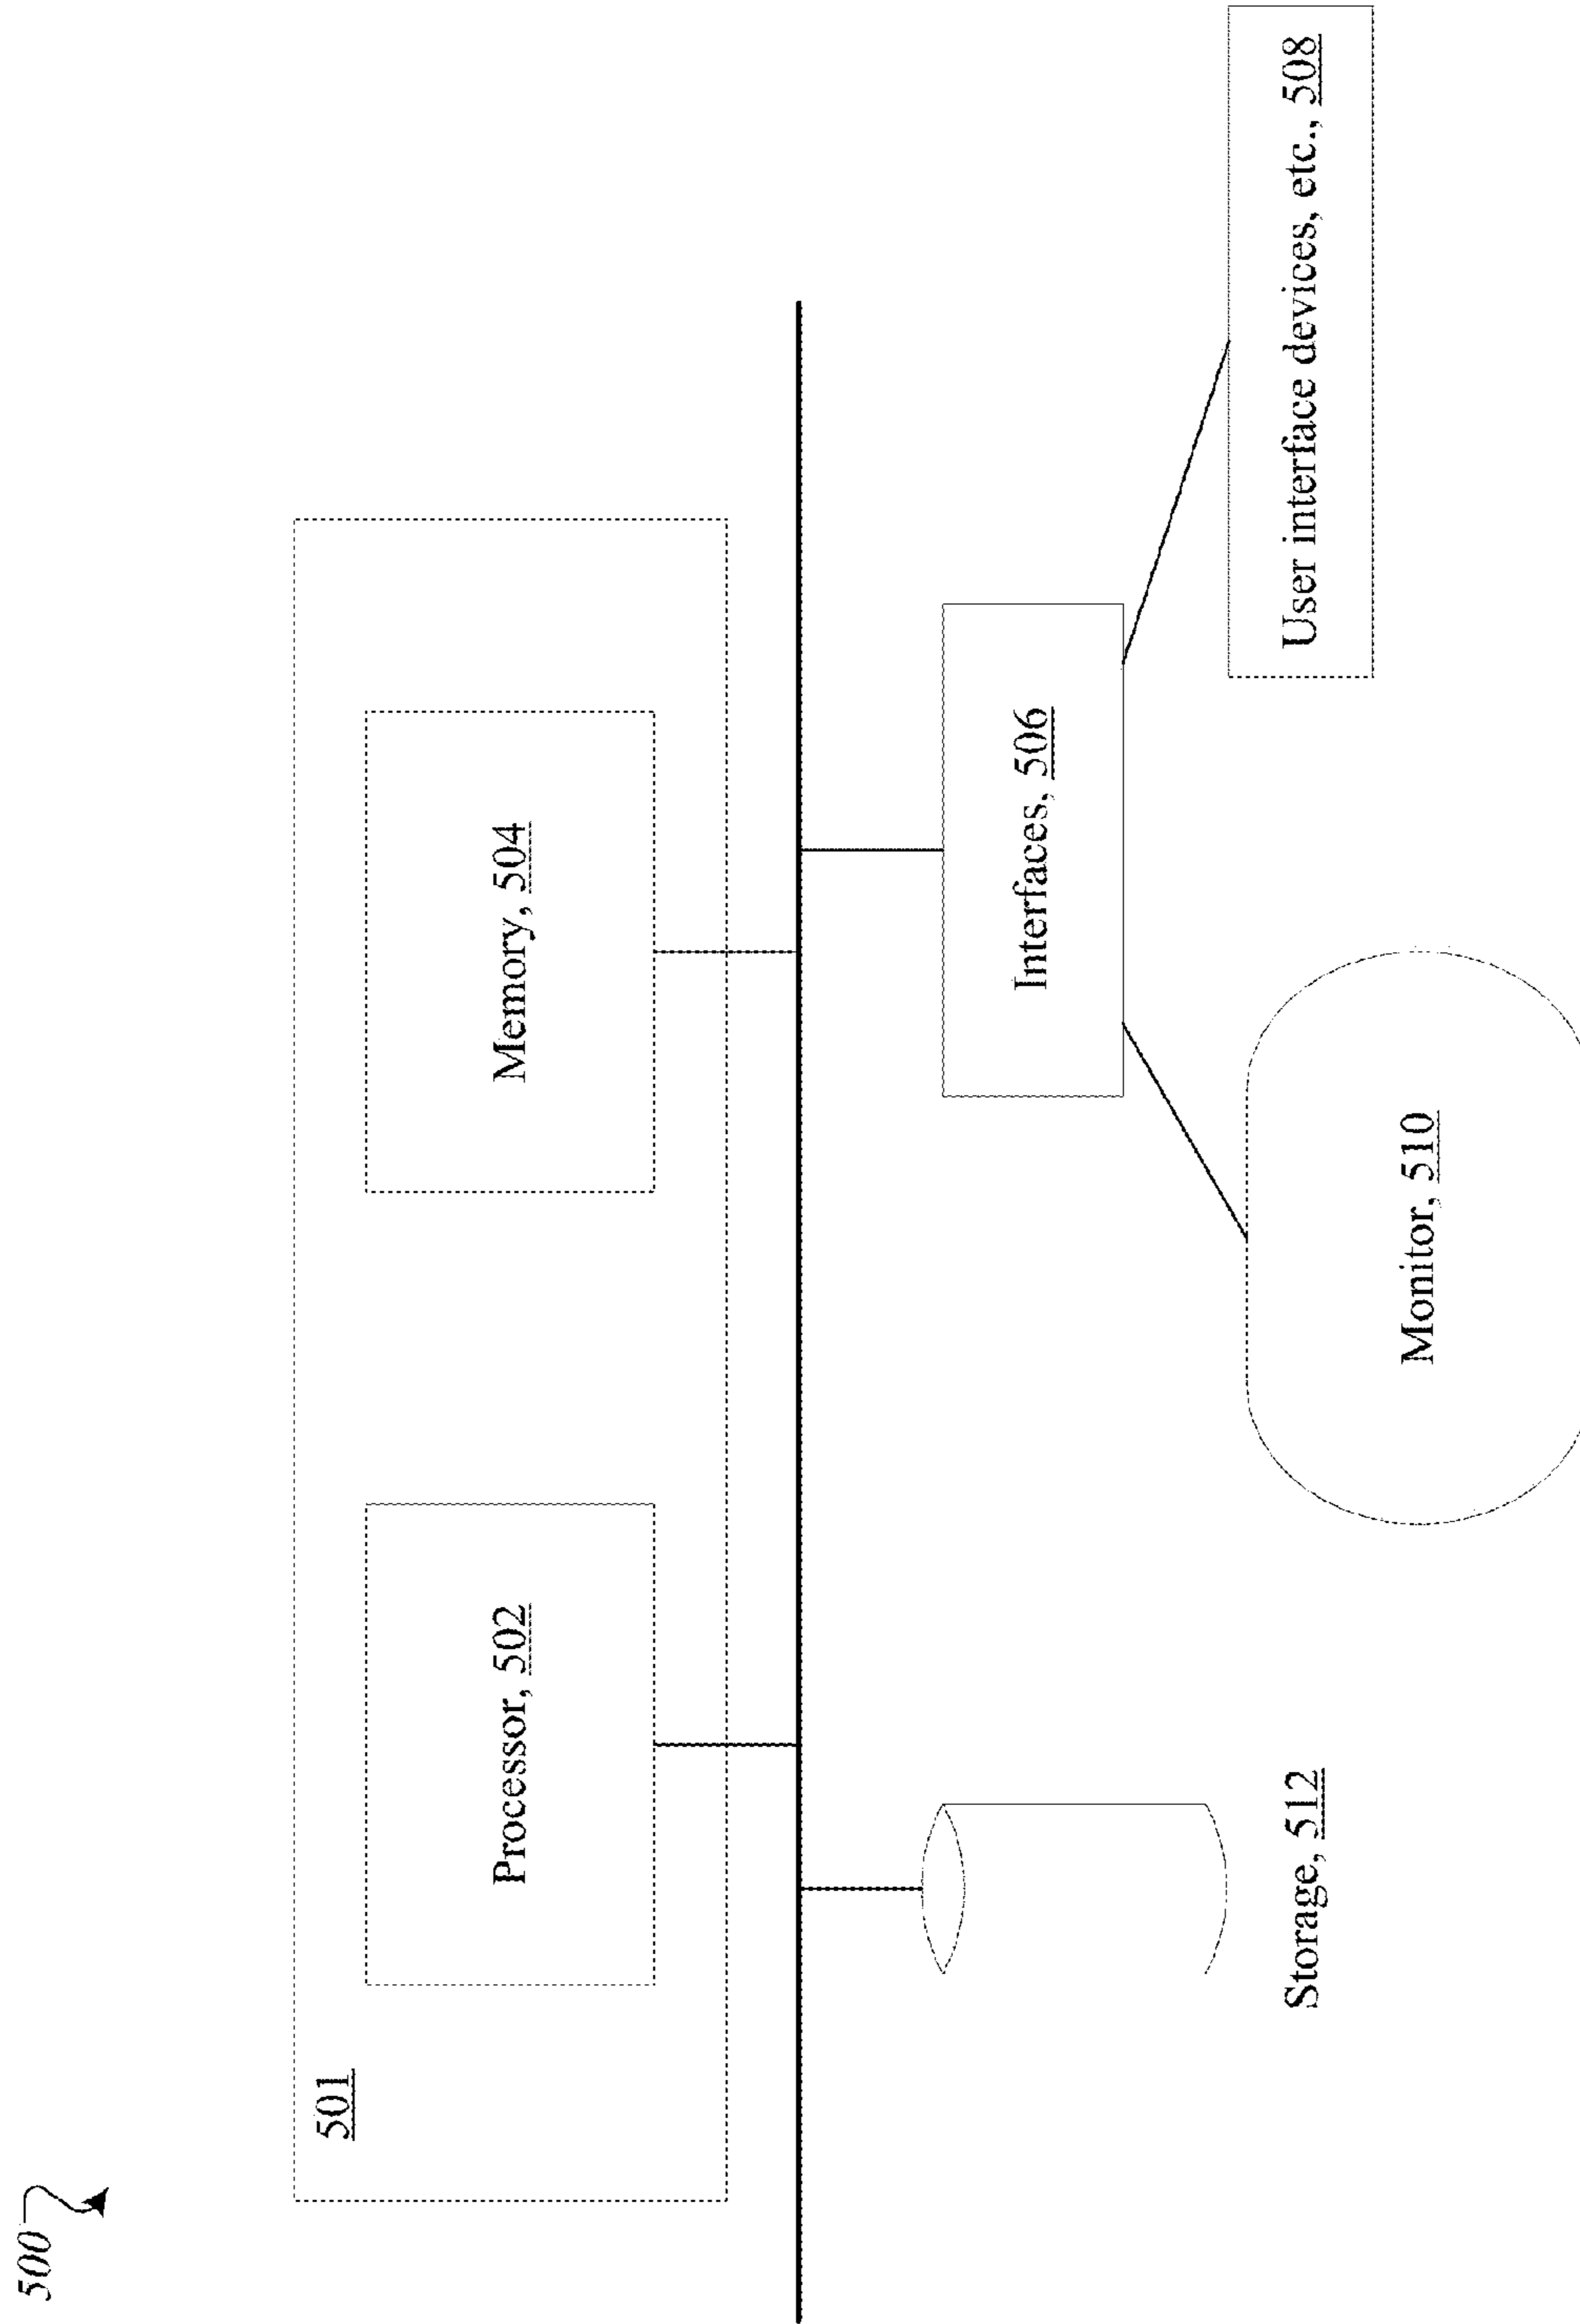 500
501
Processor, 502
Memory, 504
Interfaces, 506
Storage, 512
Monitor, 510
User interface devices, etc., 508